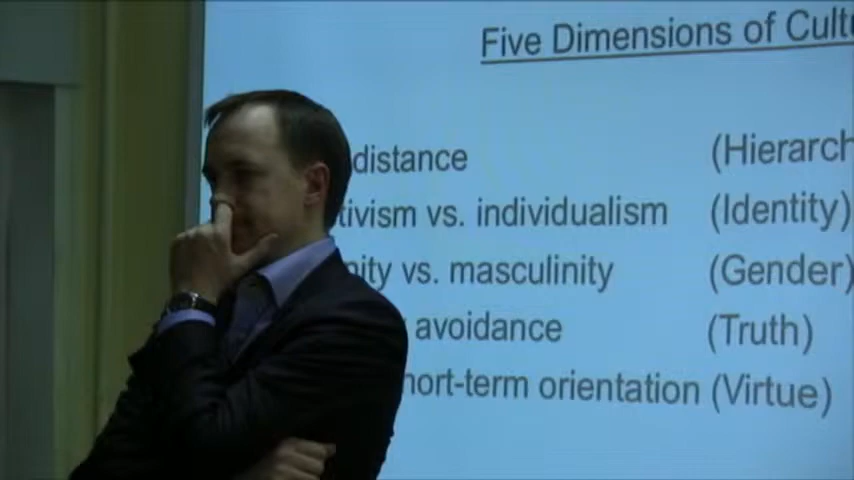 Five Dimensions of Cult
distance (Hierarch
tivism vs. individualism (Identity)
nity vs. masculinity (Gender)
avoidance (Truth)
hort-term orientation (Virtue)